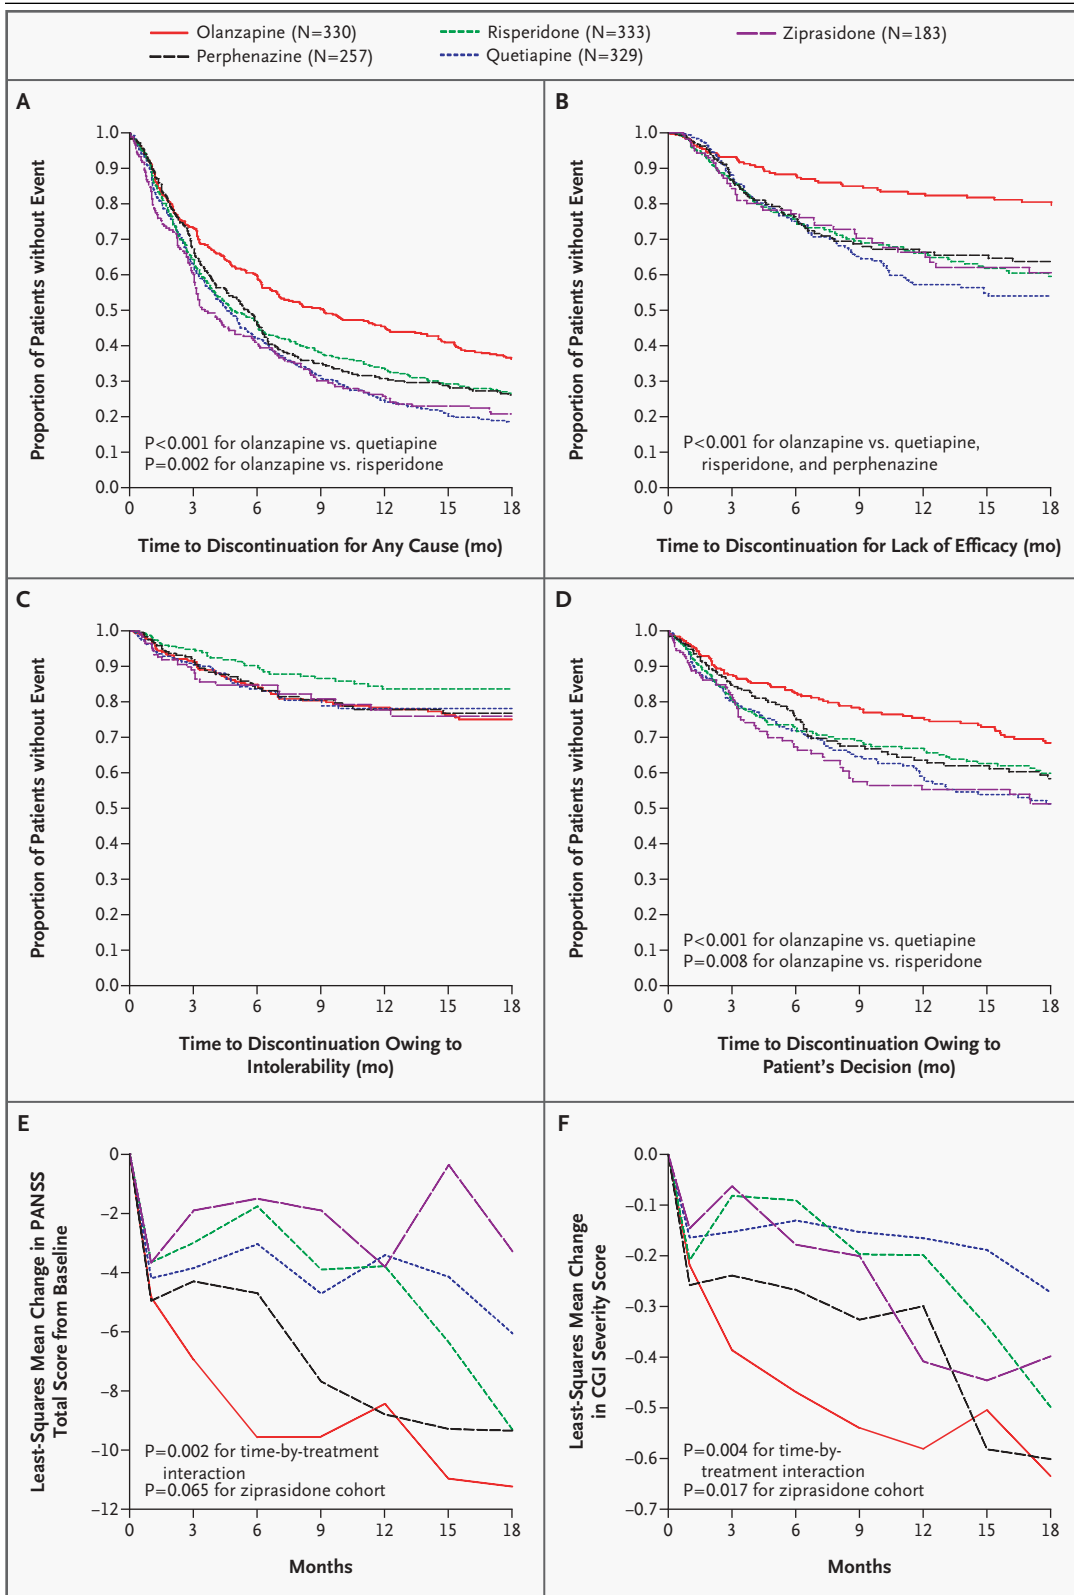 Olanzapine (N=330)
Risperidone (N=333)
Ziprasidone (N=183)
Perphenazine (N=257)
Quetiapine (N=329)
A
Proportion of Patients without Event
1.0
0.9
0.8
0.7
0.6
0.5
0.4
0.3
0.2
0.1
0.0
P<0.001 for olanzapine vs. quetiapine
P=0.002 for olanzapine vs. risperidone
0 3 6 9 12 15 18
Time to Discontinuation for Any Cause (mo)
B
Proportion of Patients without Event
1.0
0.9
0.8
0.7
0.6
0.5
0.4
0.3
0.2
0.1
0.0
P<0.001 for olanzapine vs. quetiapine,
risperidone, and perphenazine
0 3 6 9 12 15 18
Time to Discontinuation for Lack of Efficacy (mo)
C
Proportion of Patients without Event
1.0
0.9
0.8
0.7
0.6
0.5
0.4
0.3
0.2
0.1
0.0
0 3 6 9 12 15 18
Time to Discontinuation Owing to
Intolerability (mo)
D
Proportion of Patients without Event
1.0
0.9
0.8
0.7
0.6
0.5
0.4
0.3
0.2
0.1
0.0
P<0.001 for olanzapine vs. quetiapine
P=0.008 for olanzapine vs. risperidone
0 3 6 9 12 15 18
Time to Discontinuation Owing to
Patient's Decision (mo)
E
Least-Squares Mean Change in PANSS
Total Score from Baseline
0
−2
−4
−6
−8
−10
−12
P=0.002 for time-by-treatment
interaction
P=0.065 for ziprasidone cohort
0 3 6 9 12 15 18
Months
F
Least-Squares Mean Change
in CGI Severity Score
−0.0
−0.1
−0.2
−0.3
−0.4
−0.5
−0.6
−0.7
P=0.004 for time-by-
treatment interaction
P=0.017 for ziprasidone cohort
0 3 6 9 12 15 18
Months